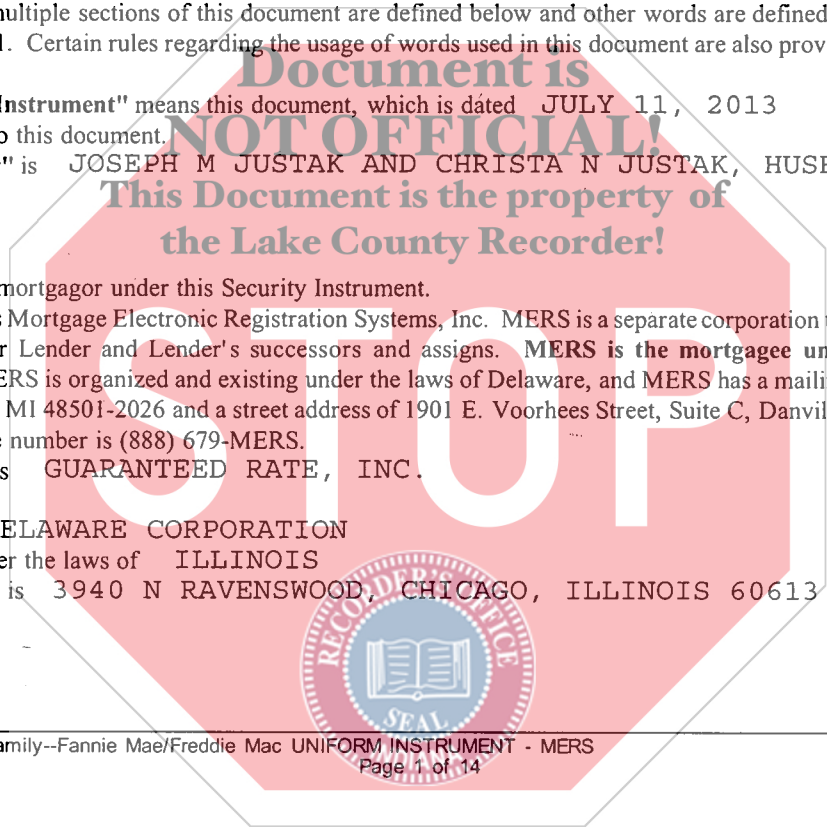 multiple sections of this document are defined below and other words are defined
Certain rules regarding the usage of words used in this document are also prov
Document is
Instrument" means this document, which is dated JULY 11, 2013
o this document.
NOT OFFICIAL!
" is JOSEPH M JUSTAK AND CHRISTA N JUSTAK, HUSB
This Document is the property of
the Lake County Recorder!
mortgagor under this Security Instrument.
s Mortgage Electronic Registration Systems, Inc. MERS is a separate corporation t
r Lender and Lender's successors and assigns. MERS is the mortgagee un
ERS is organized and existing under the laws of Delaware, and MERS has a maili
MI 48501-2026 and a street address of 1901 E. Voorhees Street, Suite C, Danvil
e number is (888) 679-MERS.
STOP
s GUARANTEED RATE, INC.
ELAWARE CORPORATION
er the laws of ILLINOIS
is 3940 N RAVENSWOOD, CHICAGO, ILLINOIS 60613
RECORDER'S OFFICE
SEAL
INDIANA
amily--Fannie Mae/Freddie Mac UNIFORM INSTRUMENT - MERS
Page 1 of 14